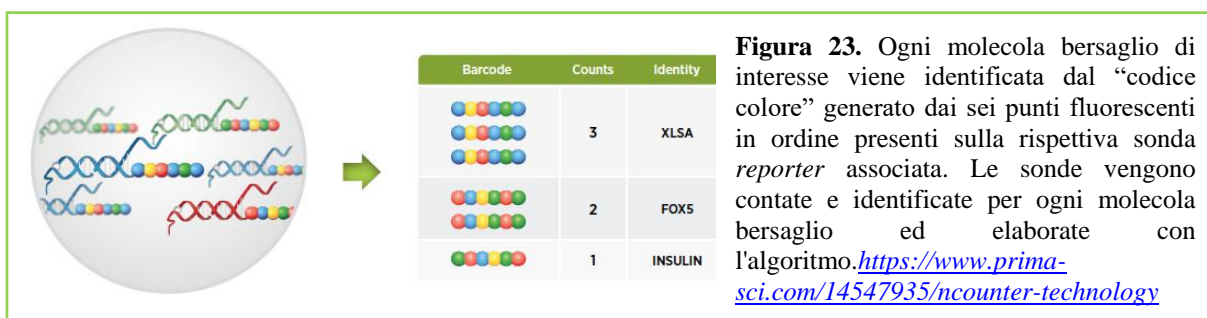 Barcode Counts Identity
3 XLSA
2 FOX5
1 INSULIN
Figura 23. Ogni molecola bersaglio di
interesse viene identificata dal “codice
colore” generato dai sei punti fluorescenti
in ordine presenti sulla rispettiva sonda
reporter associata. Le sonde vengono
contate e identificate per ogni molecola
bersaglio ed elaborate con
l'algoritmo.https://www.prima-
sci.com/14547935/ncounter-technology